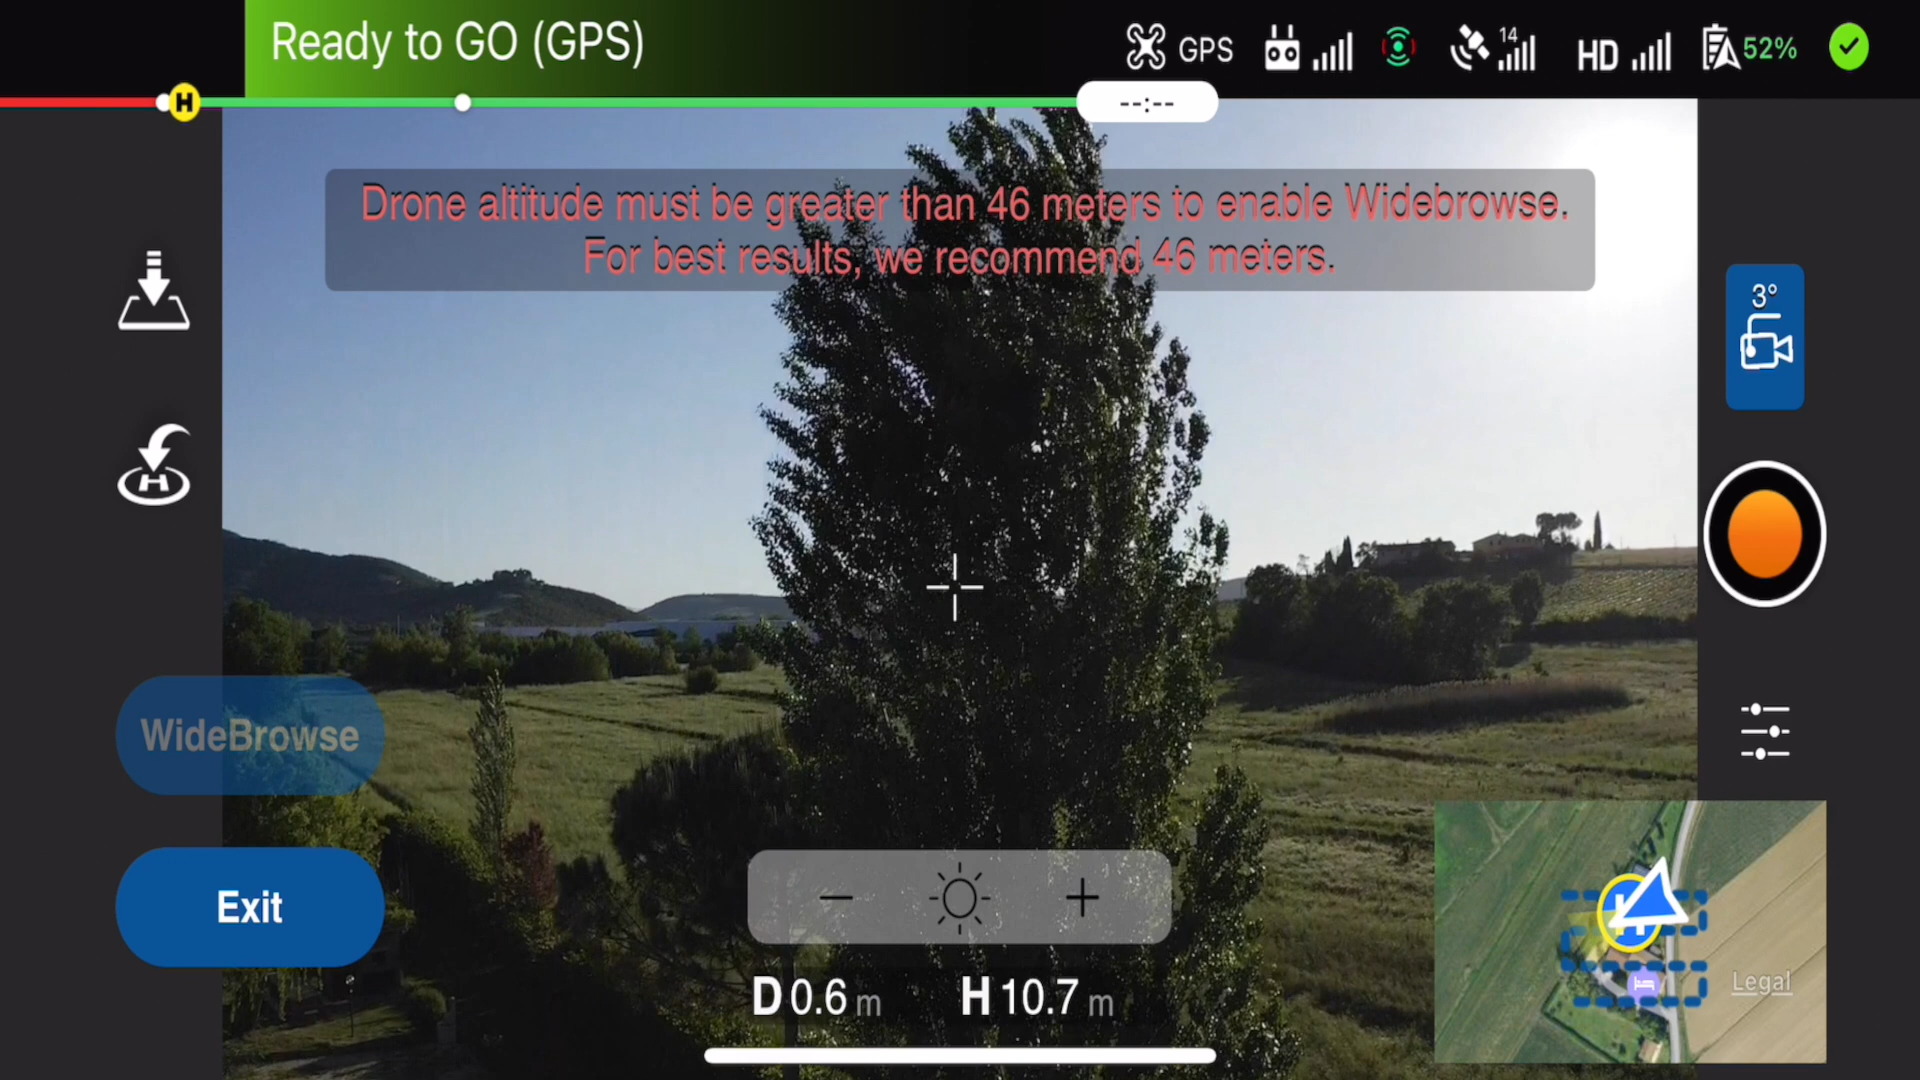 Ready to GO (GPS)
GPS
14
HD
52%
H
--:--
Drone altitude must be greater than 46 meters to enable Widebrowse.
For best results, we recommend 46 meters.
3°
H
WideBrowse
Exit
H
Legal
D 0.6 m H 10.7 m